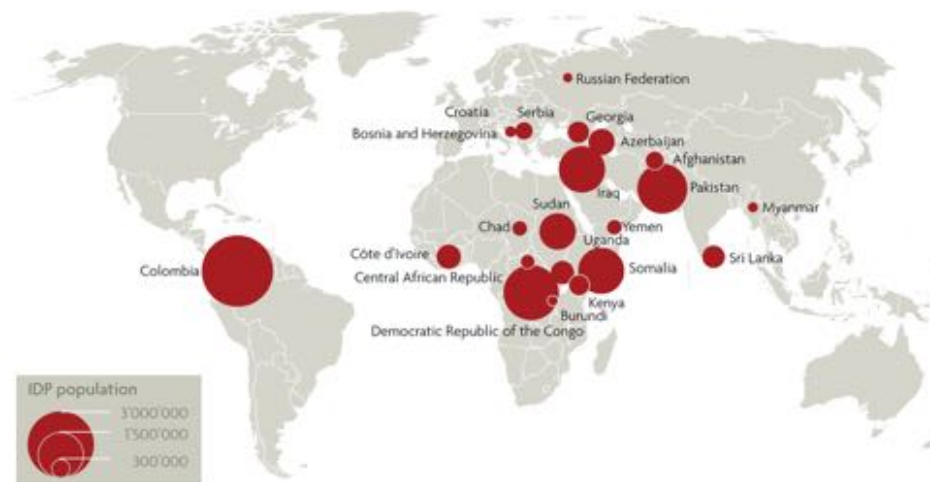 Russian Federation
Croatia
Serbia
Georgia
Bosnia and Herzegovina
Azerbaijan
Afghanistan
Pakistan
Iraq
Sudan
Myanmar
Chad
Yemen
Uganda
Côte d'Ivoire
Sri Lanka
Colombia
Somalia
Central African Republic
Kenya
Burundi
Democratic Republic of the Congo
IDP population
3'000'000
1'500'000
300'000